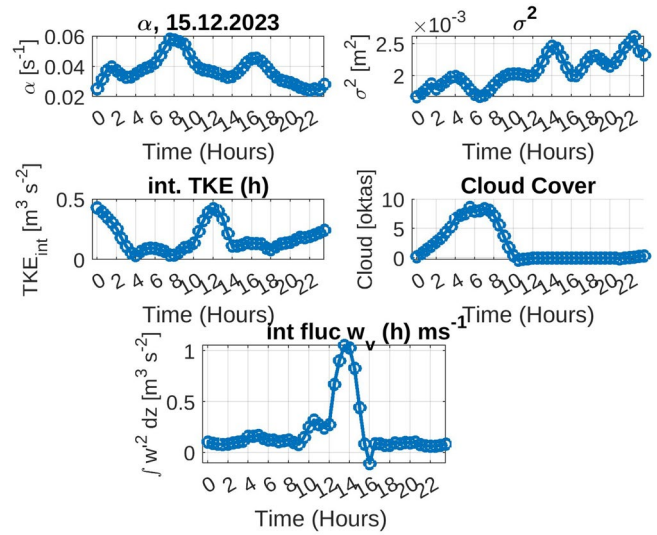 α, 15.12.2023
0.06
0.04
0.02
α [s⁻¹]
0 2 4 6 8 10 12 14 16 18 20 22
Time (Hours)
×10⁻³
σ²
2.5
2
σ² [m²]
0 2 4 6 8 10 12 14 16 18 20 22
Time (Hours)
int. TKE (h)
0.5
0
TKE_int [m³ s⁻²]
0 2 4 6 8 10 12 14 16 18 20 22
Time (Hours)
Cloud Cover
10
5
0
Cloud [oktas]
0 2 4 6 8 10 12 14 16 18 20 22
Time (Hours)
int fluc w_v (h) ms⁻¹
1
0.5
0
∫ w'² dz [m³ s⁻²]
0 2 4 6 8 10 12 14 16 18 20 22
Time (Hours)